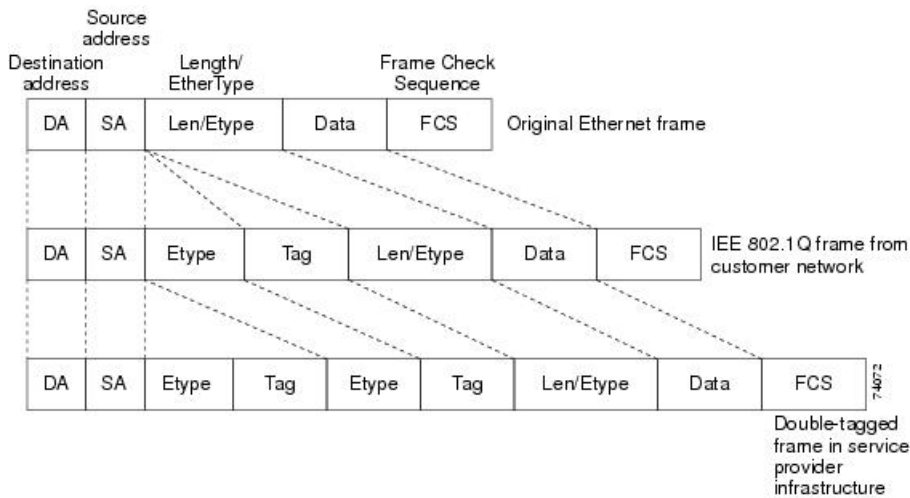 Source
address
Destination
address
Length/
EtherType
Frame Check
Sequence
DA SA Len/Etype Data FCS Original Ethernet frame
DA SA Etype Tag Len/Etype Data FCS
IEE 802.1Q frame from
customer network
DA SA Etype Tag Etype Tag Len/Etype Data FCS
74072
Double-tagged
frame in service
provider
infrastructure